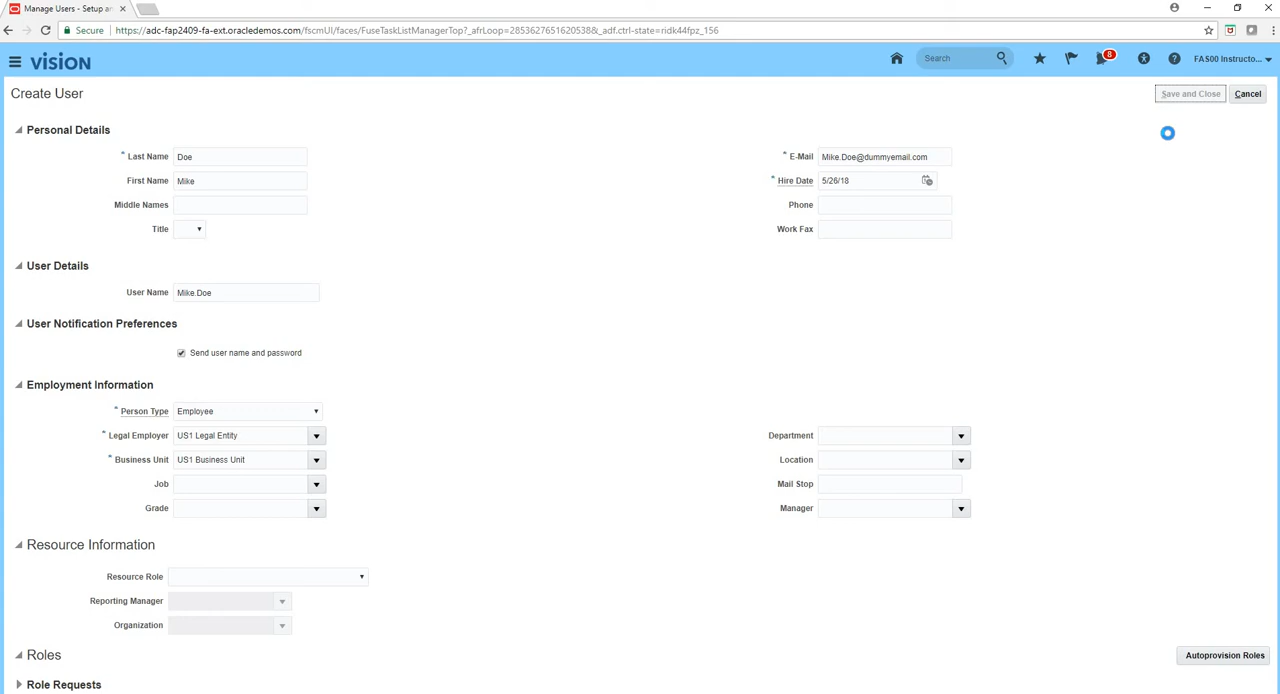 Manage Users - Setup a
Secure
https://adc-fap2409-fa-ext.oracledemos.com/fscmUI/faces/FuseTaskListManagerTop?_afrLoop=28536276516520538&_adf.ctrl-state=ridk44fpz_156
VISION
Search
8
FAS00 Instructo...
Create User
Save and Close
Cancel
Personal Details
* Last Name Doe
* E-Mail Mike.Doe@dummyemail.com
First Name Mike
* Hire Date 5/26/18
Middle Names
Phone
Title
Work Fax
User Details
User Name Mike.Doe
User Notification Preferences
Send user name and password
Employment Information
* Person Type Employee
* Legal Employer US1 Legal Entity
Department
* Business Unit US1 Business Unit
Location
Job
Mail Stop
Grade
Manager
Resource Information
Resource Role
Reporting Manager
Organization
Roles
Autoprovision Roles
Role Requests